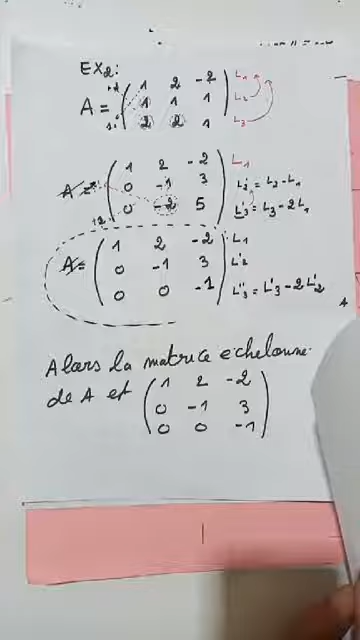 EX2:
A = ( 1 2 -2 ) L1
( 1 1 1 ) L2
( 2 2 1 ) L3
A = ( 1 2 -2 ) L1
( 0 -1 3 ) L'2 = L2 - L1
( 0 -2 5 ) L'3 = L3 - 2L1
A = ( 1 2 -2 ) L1
( 0 -1 3 ) L'2
( 0 0 -1 ) L''3 = L'3 - 2L'2
Alors la matrice echelonne
de A est ( 1 2 -2 )
( 0 -1 3 )
( 0 0 -1 )